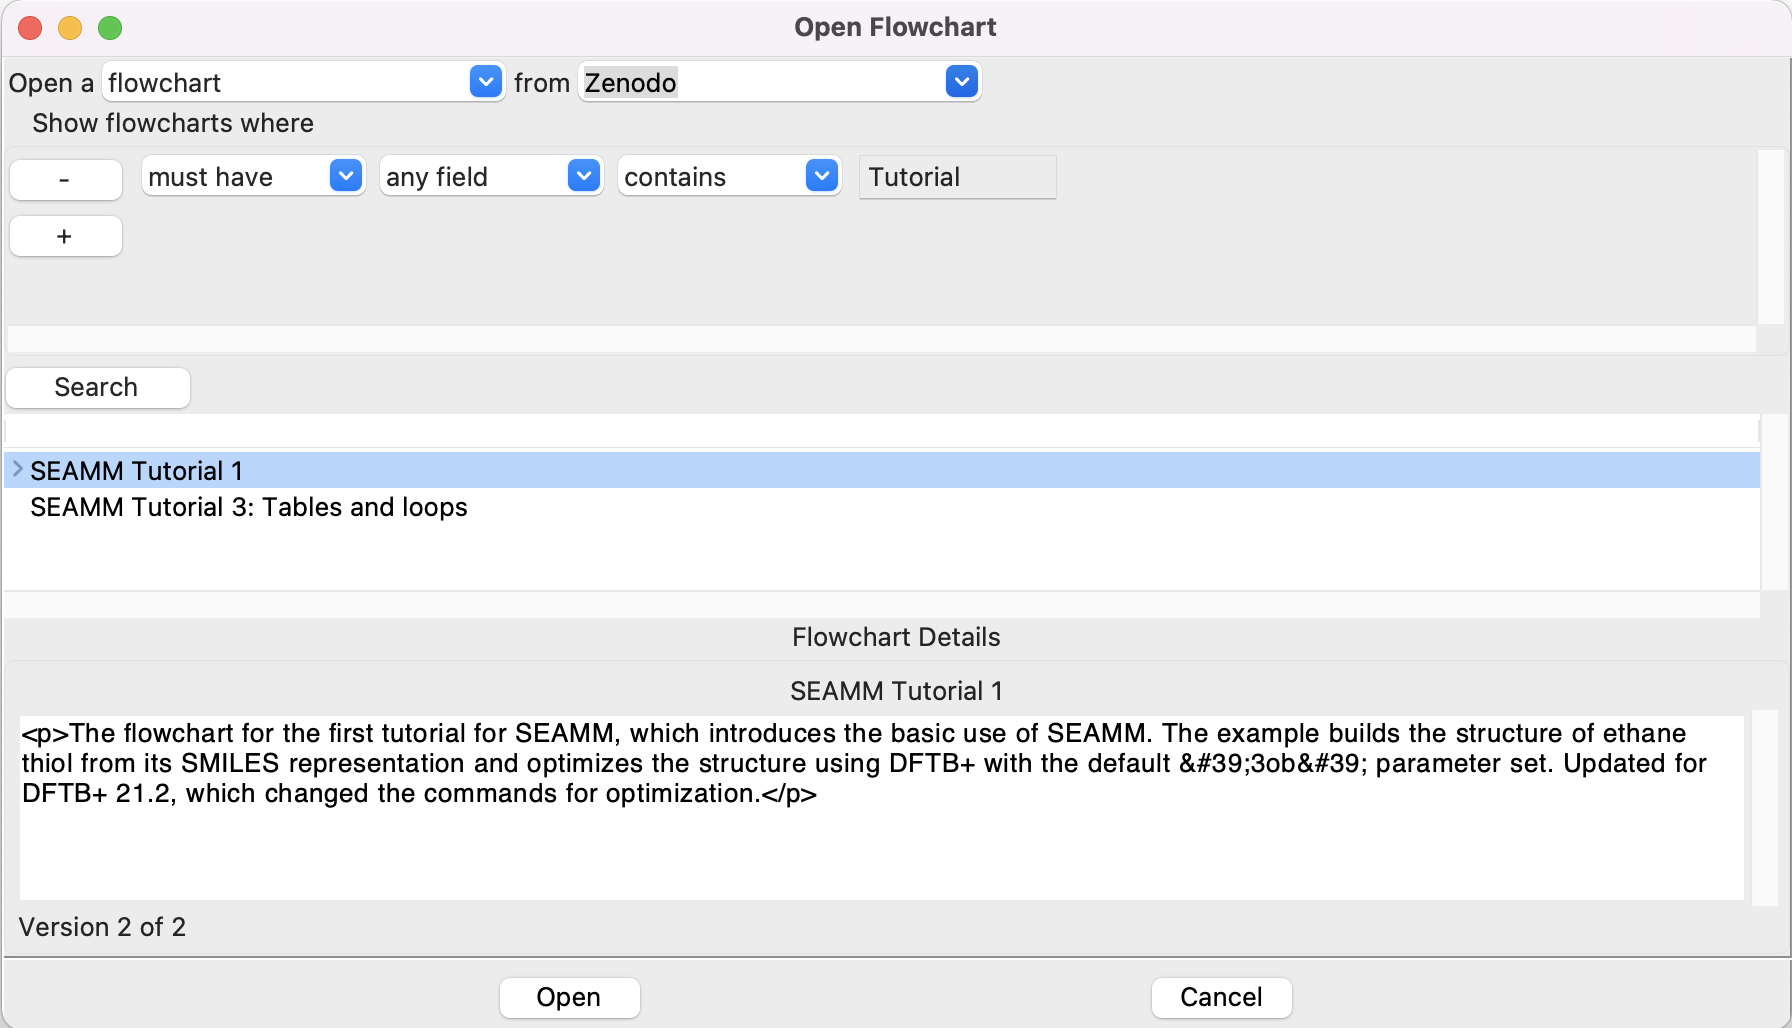 Open Flowchart
Open a flowchart from Zenodo
Show flowcharts where
- must have any field contains Tutorial
+
Search
SEAMM Tutorial 1
SEAMM Tutorial 3: Tables and loops
Flowchart Details
SEAMM Tutorial 1
<p>The flowchart for the first tutorial for SEAMM, which introduces the basic use of SEAMM. The example builds the structure of ethane
thiol from its SMILES representation and optimizes the structure using DFTB+ with the default &#39;3ob&#39; parameter set. Updated for
DFTB+ 21.2, which changed the commands for optimization.</p>
Version 2 of 2
Open Cancel